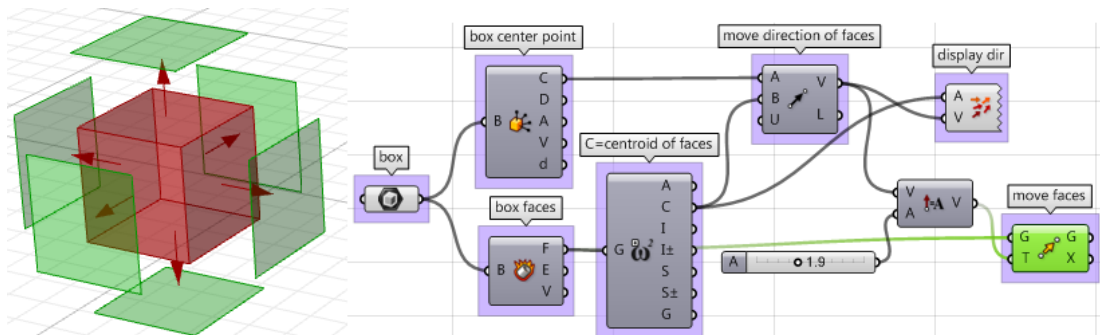 box center point
move direction of faces
display dir
C
D
A
V
d
B
A
B
U
V
L
A
V
C=centroid of faces
box
box faces
B
F
E
V
G
A
C
I
I±
S
S±
G
A 1.9
V
A
V
move faces
G
T
G
X